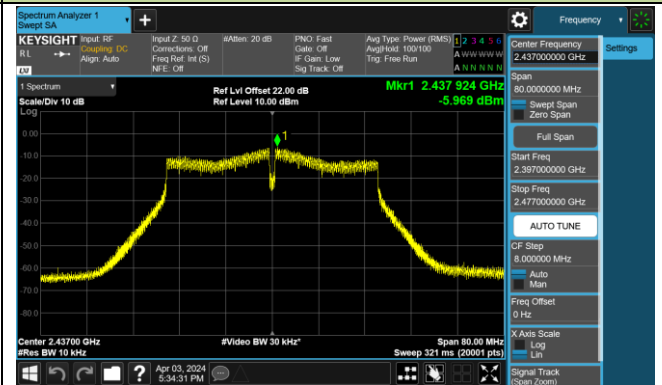 Spectrum Analyzer 1
Swept SA
+
Frequency
KEYSIGHT
RL
LXI
Input: RF
Coupling: DC
Align: Auto
Input Z: 50 Ω
Corrections: Off
Freq Ref: Int (S)
NFE: Off
#Atten: 20 dB
PNO: Fast
Gate: Off
IF Gain: Low
Sig Track: Off
Avg Type: Power (RMS)
Avg|Hold: 100/100
Trig: Free Run
1 2 3 4 5 6
A W W W W W
A N N N N N
1 Spectrum
Scale/Div 10 dB
Log
Ref Lvl Offset 22.00 dB
Ref Level 10.00 dBm
Mkr1 2.437 924 GHz
-5.969 dBm
1
0.00
-10.0
-20.0
-30.0
-40.0
-50.0
-60.0
-70.0
-80.0
Center 2.43700 GHz
#Res BW 10 kHz
#Video BW 30 kHz*
Span 80.00 MHz
Sweep 321 ms (20001 pts)
?
Apr 03, 2024
5:34:31 PM
Center Frequency
2.437000000 GHz
Span
80.0000000 MHz
Swept Span
Zero Span
Full Span
Start Freq
2.397000000 GHz
Stop Freq
2.477000000 GHz
AUTO TUNE
CF Step
8.000000 MHz
Auto
Man
Freq Offset
0 Hz
X Axis Scale
Log
Lin
Signal Track
(Span Zoom)
Settings